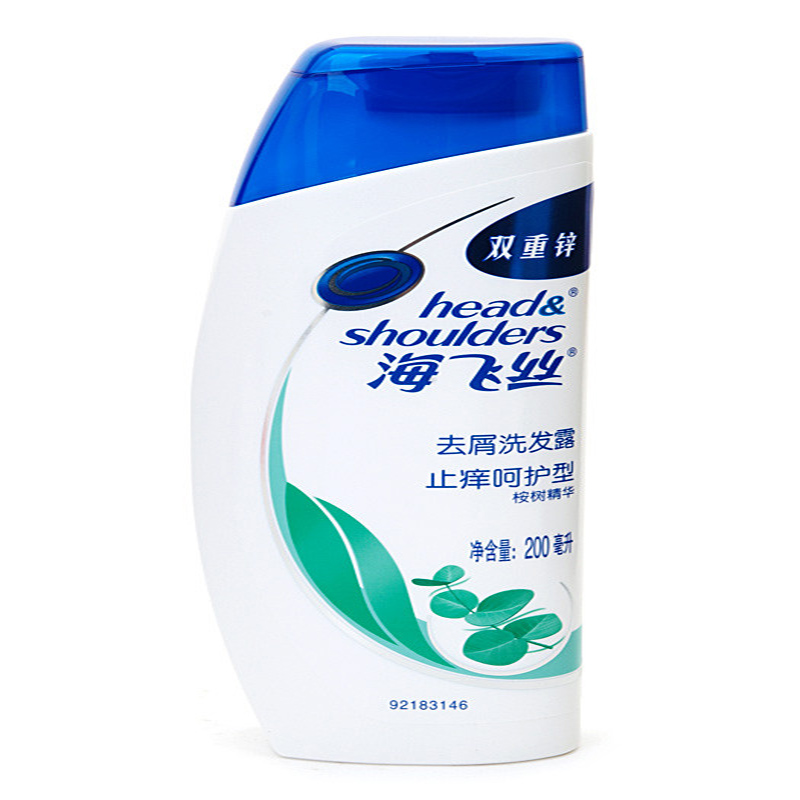 双重锌
head&®
shoulders
海飞丝®
去屑洗发露
止痒呵护型
桉树精华
净含量：200毫升
92183146